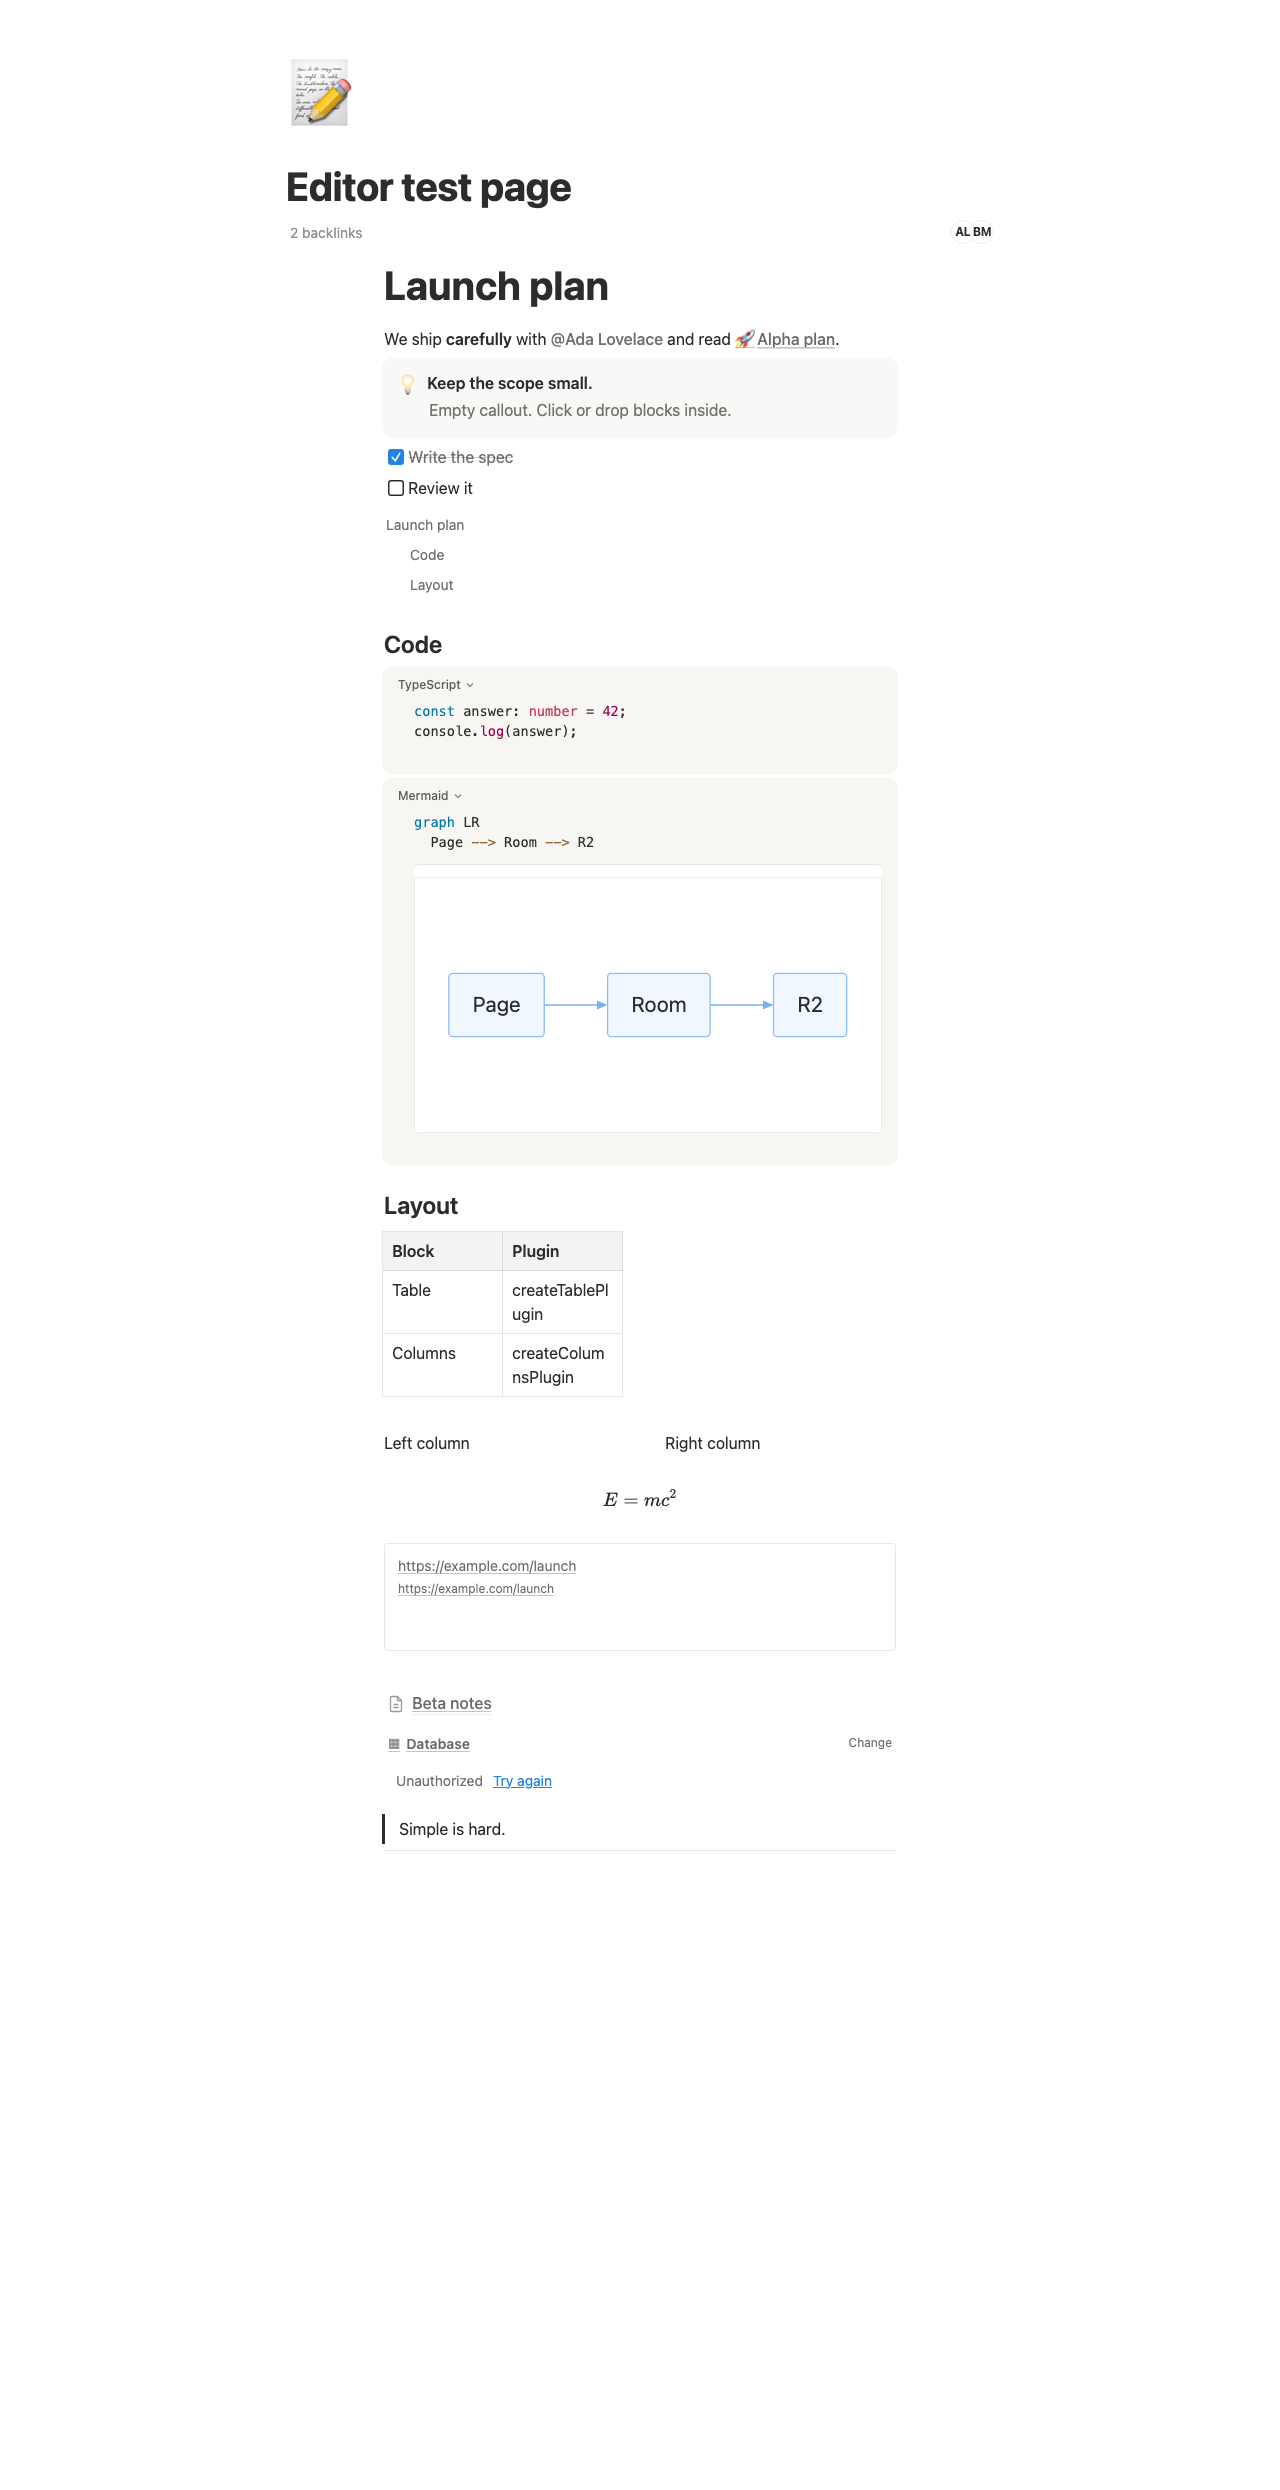 Editor test page
2 backlinks
AL BM
Launch plan
We ship carefully with @Ada Lovelace and read 🚀Alpha plan.
Keep the scope small.
Empty callout. Click or drop blocks inside.
Write the spec
Review it
Launch plan
Code
Layout
Code
TypeScript
const answer: number = 42;
console.log(answer);
Mermaid
graph LR
Page --> Room --> R2
Page Room R2
Layout
Block Plugin
Table createTablePl
ugin
Columns createColum
nsPlugin
Left column Right column
E = mc²
https://example.com/launch
https://example.com/launch
Beta notes
Database Change
Unauthorized Try again
Simple is hard.